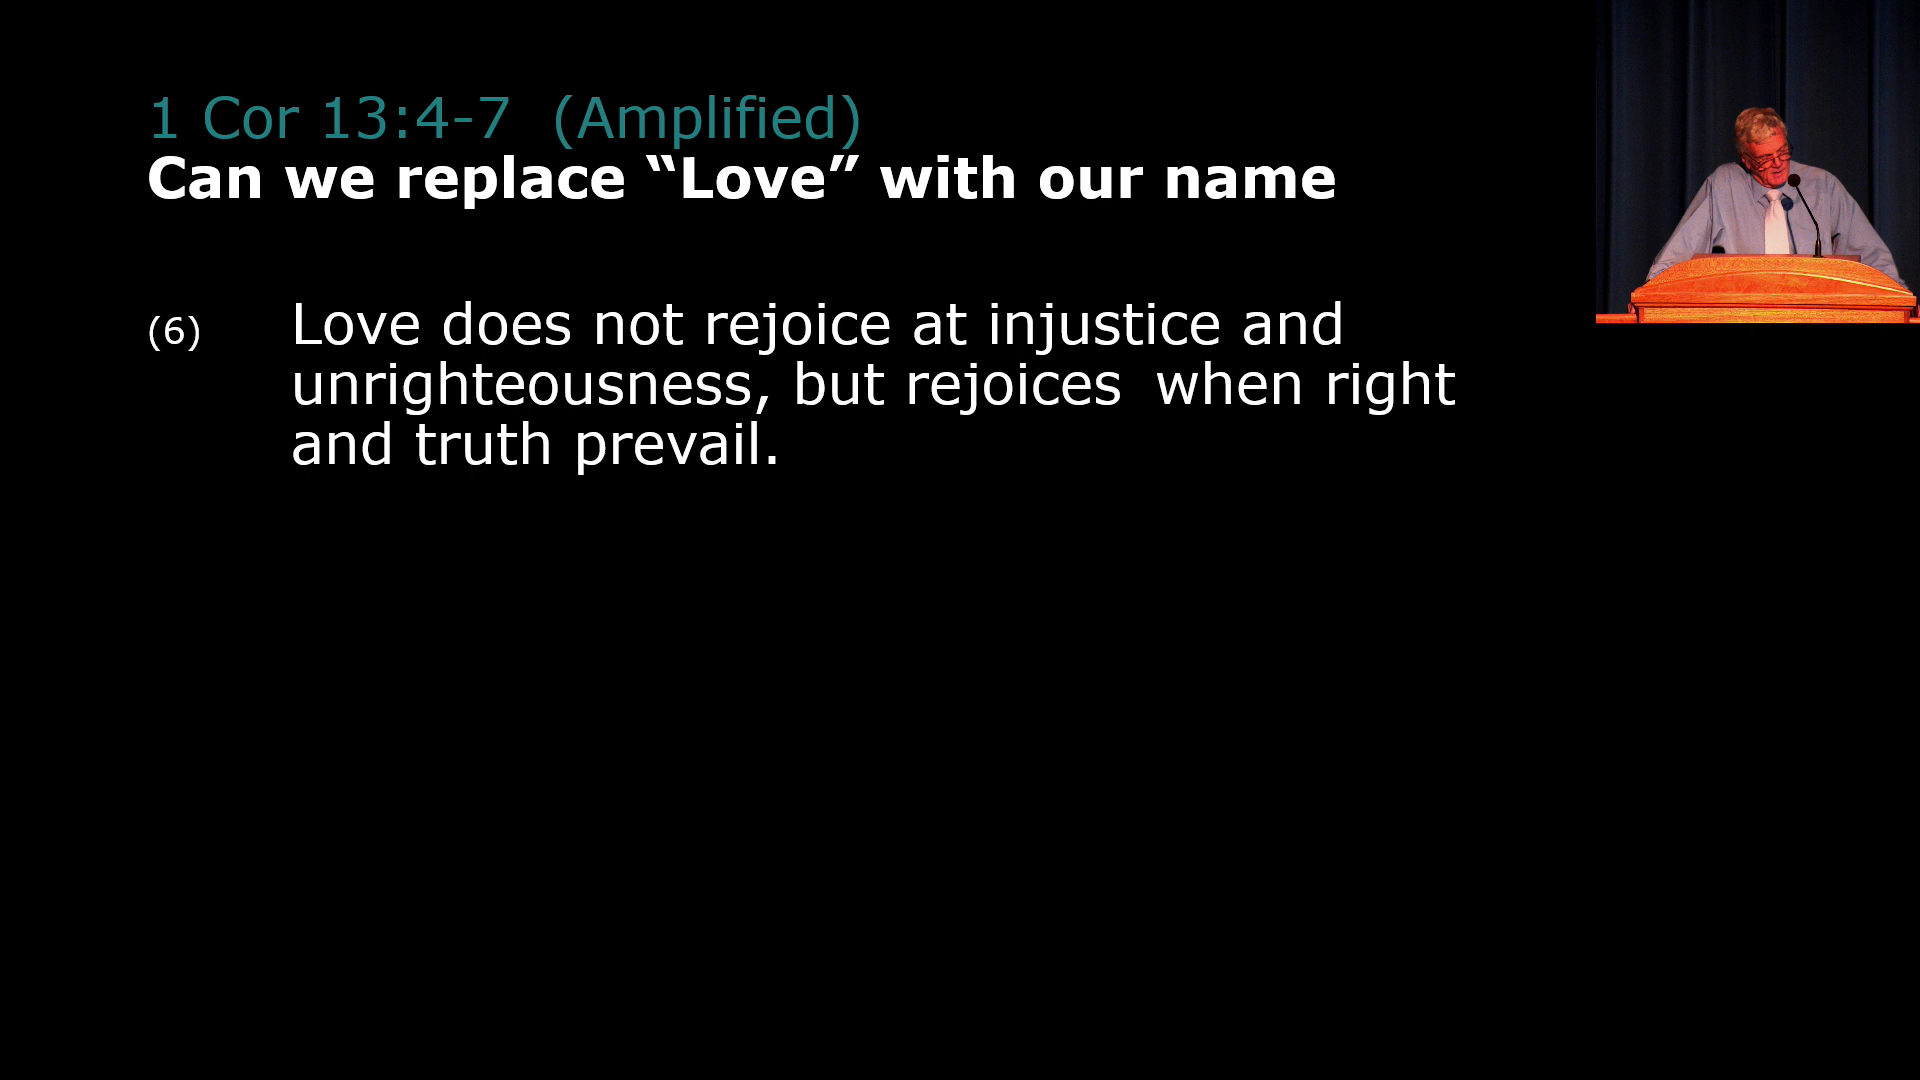 1 Cor 13:4-7 (Amplified)
Can we replace “Love” with our name
(6) Love does not rejoice at injustice and
unrighteousness, but rejoices when right
and truth prevail.